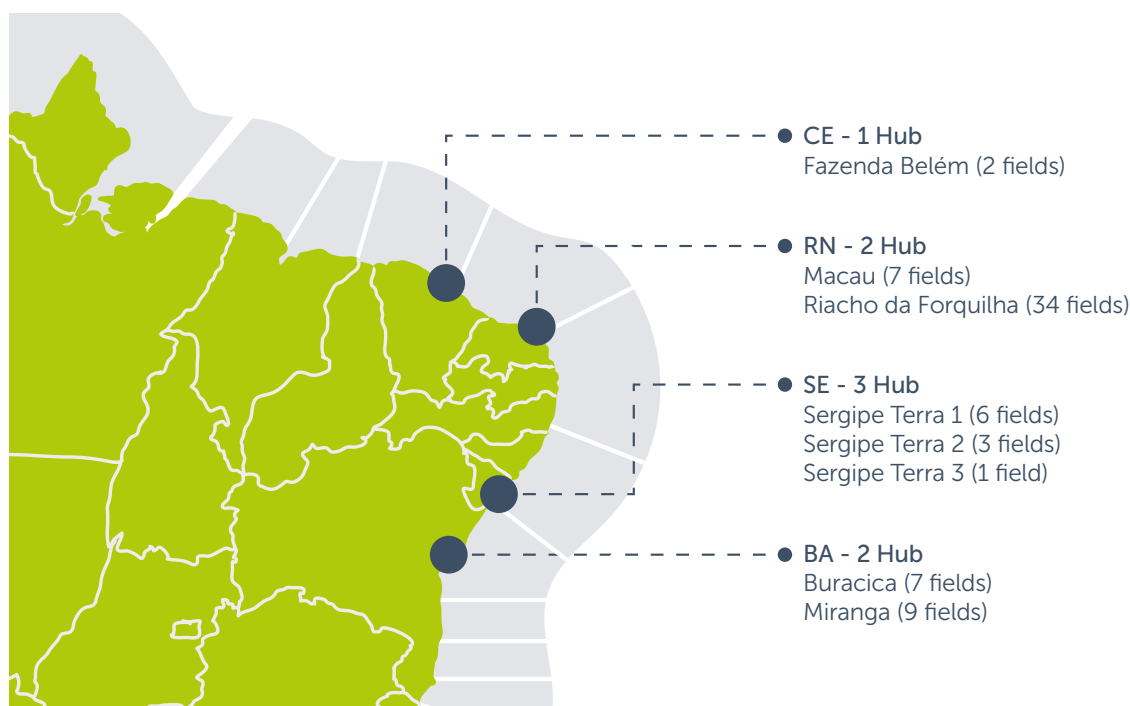 CE - 1 Hub
Fazenda Belém (2 fields)
RN - 2 Hub
Macau (7 fields)
Riacho da Forquilha (34 fields)
SE - 3 Hub
Sergipe Terra 1 (6 fields)
Sergipe Terra 2 (3 fields)
Sergipe Terra 3 (1 field)
BA - 2 Hub
Buracica (7 fields)
Miranga (9 fields)